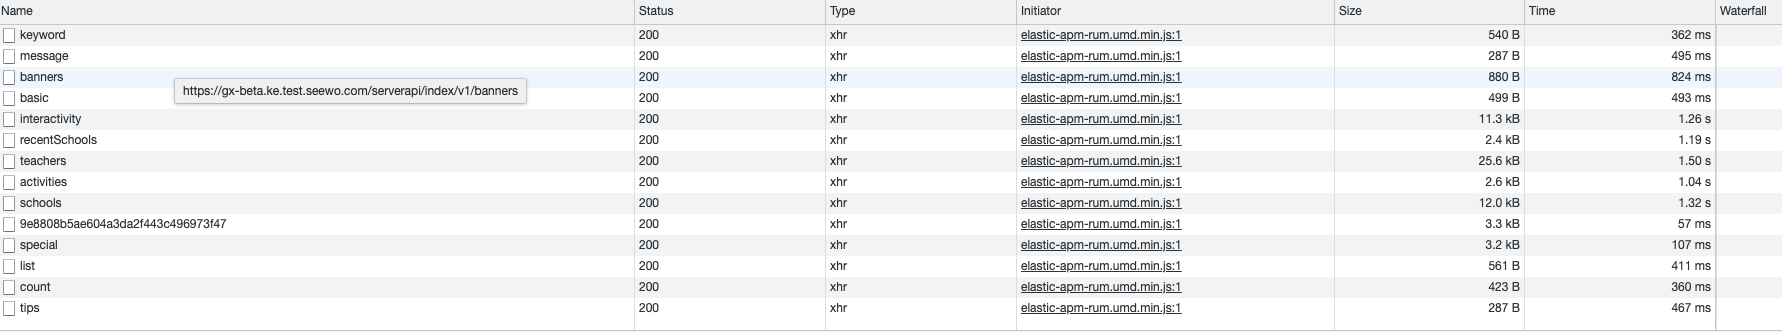 Name Status Type Initiator Size Time Waterfall
keyword 200 xhr elastic-apm-rum.umd.min.js:1 540 B 362 ms
message 200 xhr elastic-apm-rum.umd.min.js:1 287 B 495 ms
banners 200 xhr elastic-apm-rum.umd.min.js:1 880 B 824 ms
https://gx-beta.ke.test.seewo.com/serverapi/index/v1/banners
basic 200 xhr elastic-apm-rum.umd.min.js:1 499 B 493 ms
interactivity 200 xhr elastic-apm-rum.umd.min.js:1 11.3 kB 1.26 s
recentSchools 200 xhr elastic-apm-rum.umd.min.js:1 2.4 kB 1.19 s
teachers 200 xhr elastic-apm-rum.umd.min.js:1 25.6 kB 1.50 s
activities 200 xhr elastic-apm-rum.umd.min.js:1 2.6 kB 1.04 s
schools 200 xhr elastic-apm-rum.umd.min.js:1 12.0 kB 1.32 s
9e8808b5ae604a3da2f443c496973f47 200 xhr elastic-apm-rum.umd.min.js:1 3.3 kB 57 ms
special 200 xhr elastic-apm-rum.umd.min.js:1 3.2 kB 107 ms
list 200 xhr elastic-apm-rum.umd.min.js:1 561 B 411 ms
count 200 xhr elastic-apm-rum.umd.min.js:1 423 B 360 ms
tips 200 xhr elastic-apm-rum.umd.min.js:1 287 B 467 ms